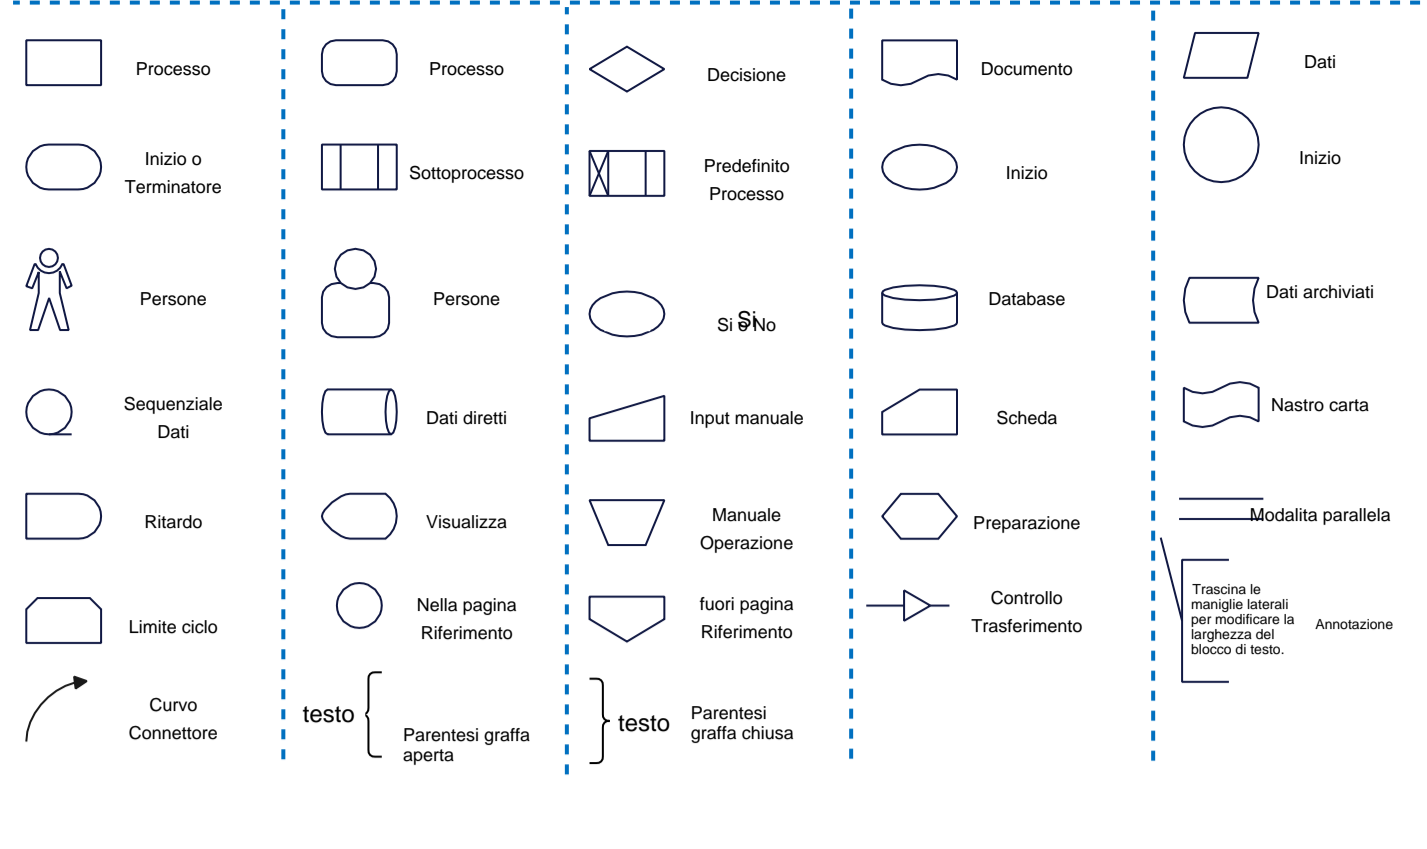 Processo
Processo
Decisione
Documento
Dati
Inizio o
Terminatore
Sottoprocesso
Predefinito
Processo
Inizio
Inizio
Persone
Persone
Si
Si o No
Database
Dati archiviati
Sequenziale
Dati
Dati diretti
Input manuale
Scheda
Nastro carta
Ritardo
Visualizza
Manuale
Operazione
Preparazione
Modalita parallela
Limite ciclo
Nella pagina
Riferimento
fuori pagina
Riferimento
Controllo
Trasferimento
Trascina le
maniglie laterali
per modificare la
larghezza del
blocco di testo.
Annotazione
Curvo
Connettore
testo
Parentesi graffa
aperta
testo
Parentesi
graffa chiusa